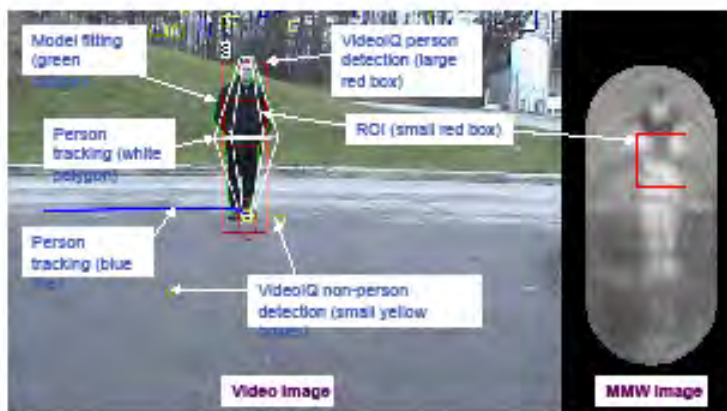 Model fitting
(green
VideoIQ person
detection (large
red box)
ROI (small red box)
Person
tracking (white
polygon)
Person
tracking (blue
VideoIQ non-person
detection (small yellow
Video Image
MMW Image